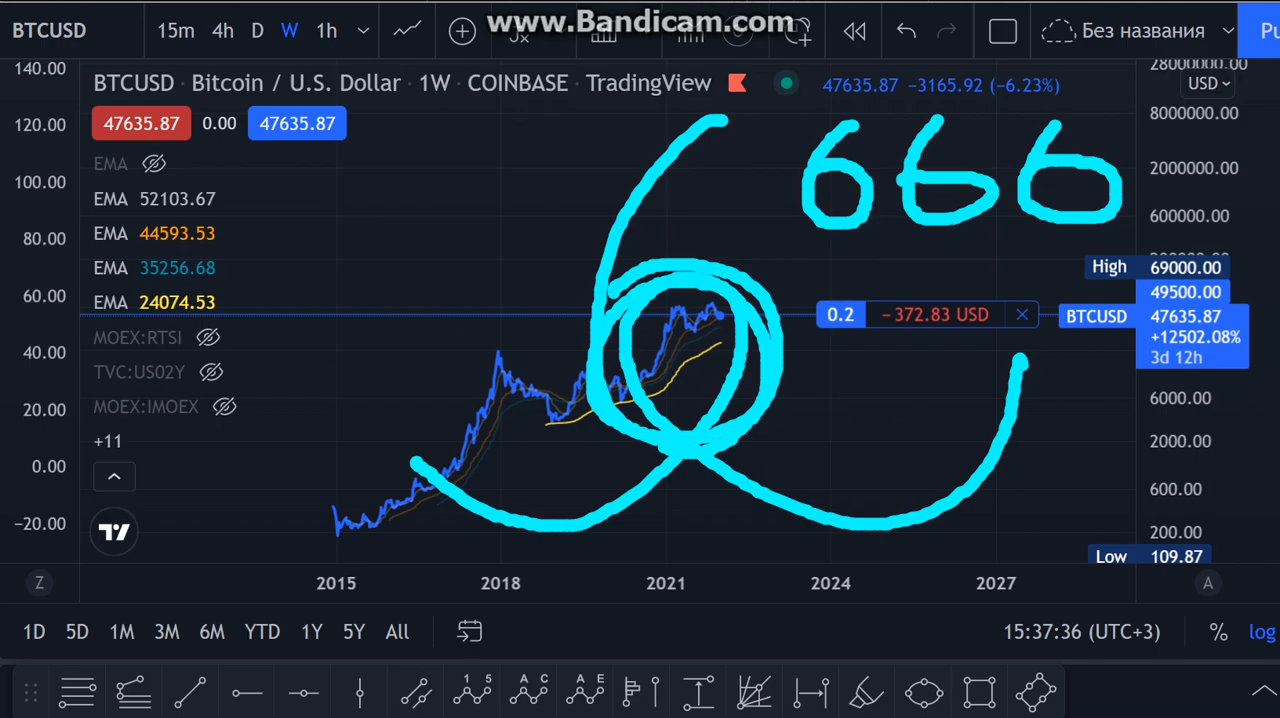 www.Bandicam.com
BTCUSD 15m 4h D W 1h Без названия
BTCUSD · Bitcoin / U.S. Dollar · 1W · COINBASE · TradingView 47635.87 −3165.92 (−6.23%)
USD
47635.87 0.00 47635.87
666
EMA
EMA 52103.67
EMA 44593.53
EMA 35256.68
EMA 24074.53
MOEX:RTSI
TVC:US02Y
MOEX:IMOEX
+11
140.00
120.00
100.00
80.00
60.00
40.00
20.00
0.00
−20.00
0.2 −372.83 USD
28000000.00
8000000.00
2000000.00
600000.00
High 69000.00
49500.00
BTCUSD 47635.87
+12502.08%
3d 12h
6000.00
2000.00
600.00
200.00
Low 109.87
Z 2015 2018 2021 2024 2027 A
1D 5D 1M 3M 6M YTD 1Y 5Y All 15:37:36 (UTC+3) % log